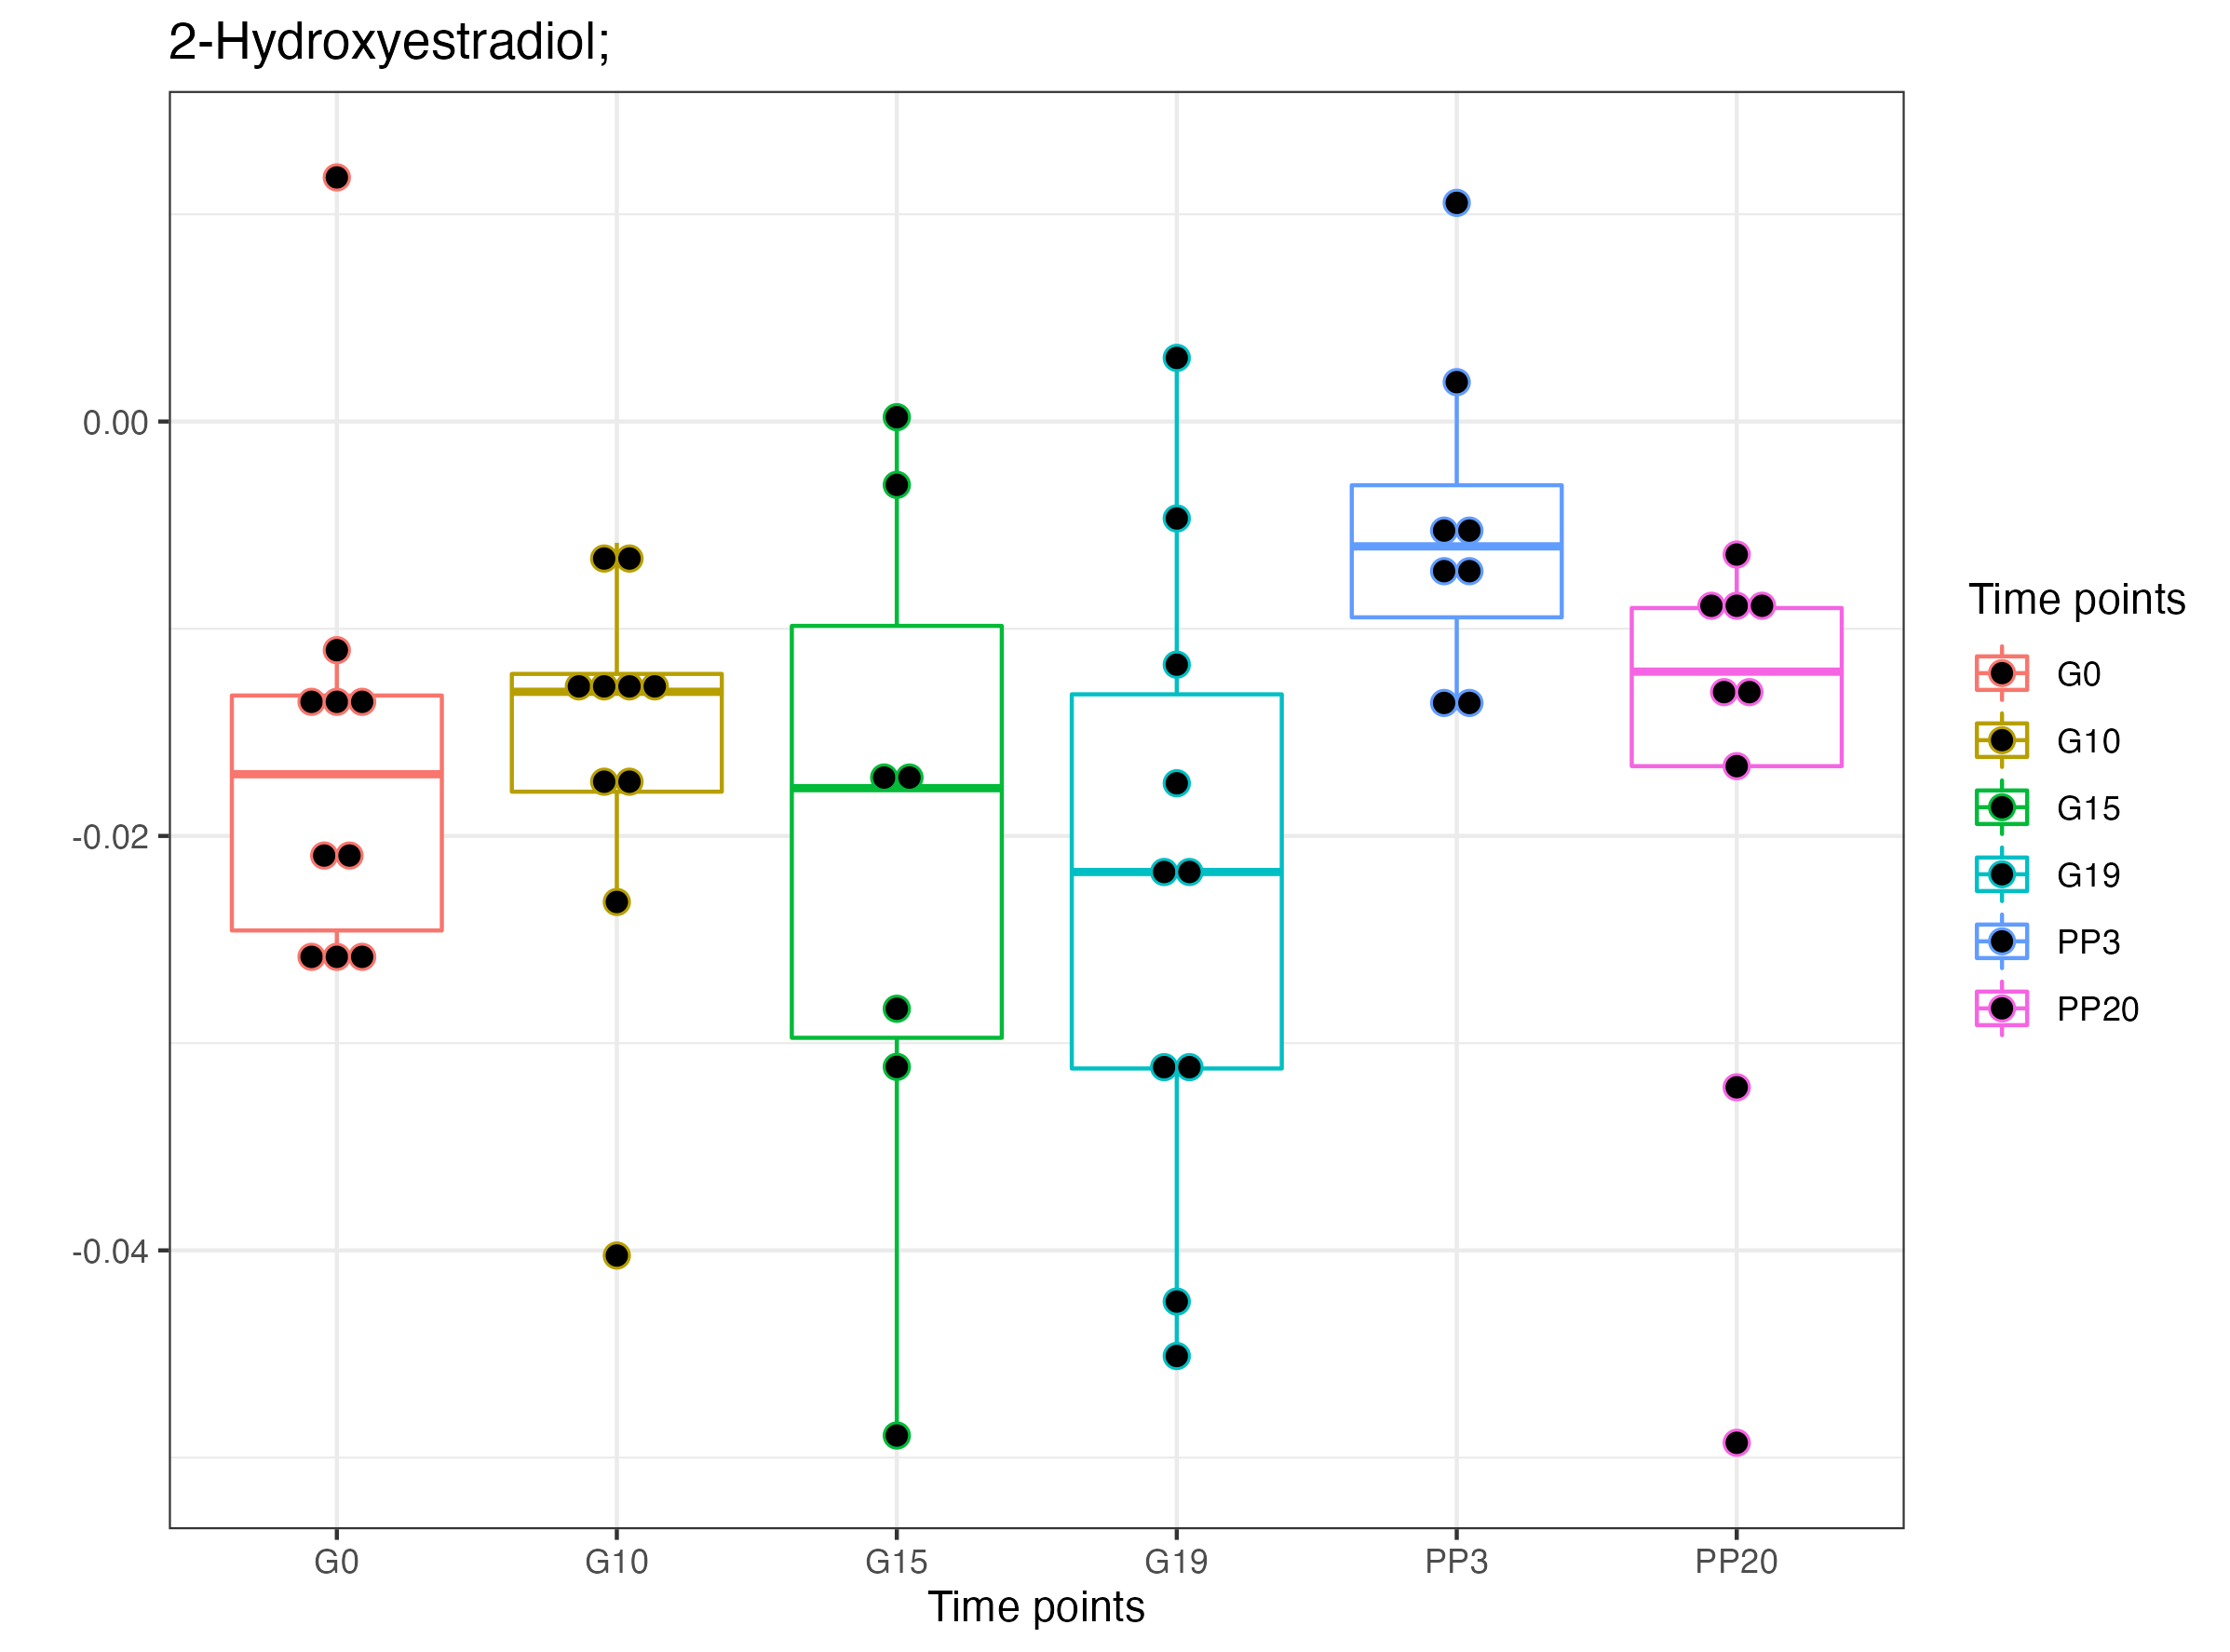 2-Hydroxyestradiol;
0.00
-0.02
-0.04
G0 G10 G15 G19 PP3 PP20
Time points
Time points
G0
G10
G15
G19
PP3
PP20